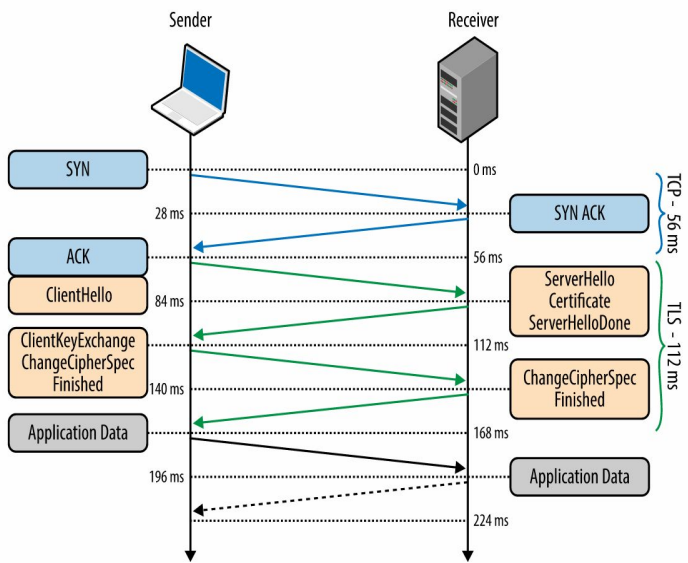 Sender
Receiver
SYN
0 ms
28 ms
SYN ACK
TCP - 56 ms
ACK
56 ms
ClientHello
84 ms
ServerHello
Certificate
ServerHelloDone
TLS - 112 ms
ClientKeyExchange
ChangeCipherSpec
Finished
112 ms
140 ms
ChangeCipherSpec
Finished
Application Data
168 ms
196 ms
Application Data
224 ms